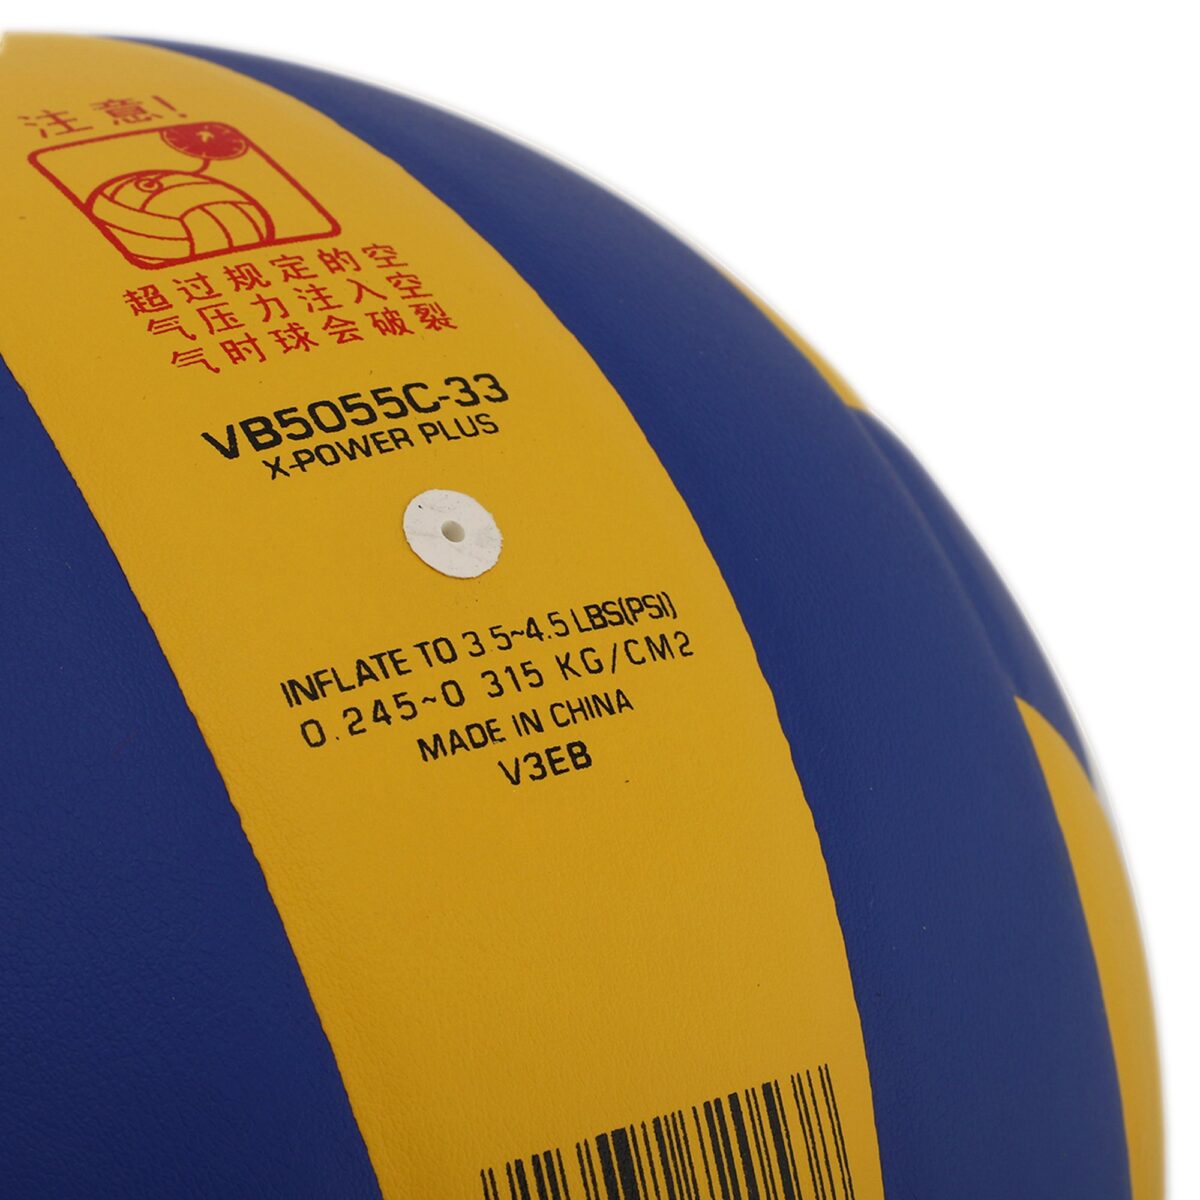 注意!
超过规定的空
气压力注入空
气时球会破裂
VB5055C-33
X-POWER PLUS
INFLATE TO 3.5~4.5 LBS(PSI)
0.245~0 315 KG/CM2
MADE IN CHINA
V3EB